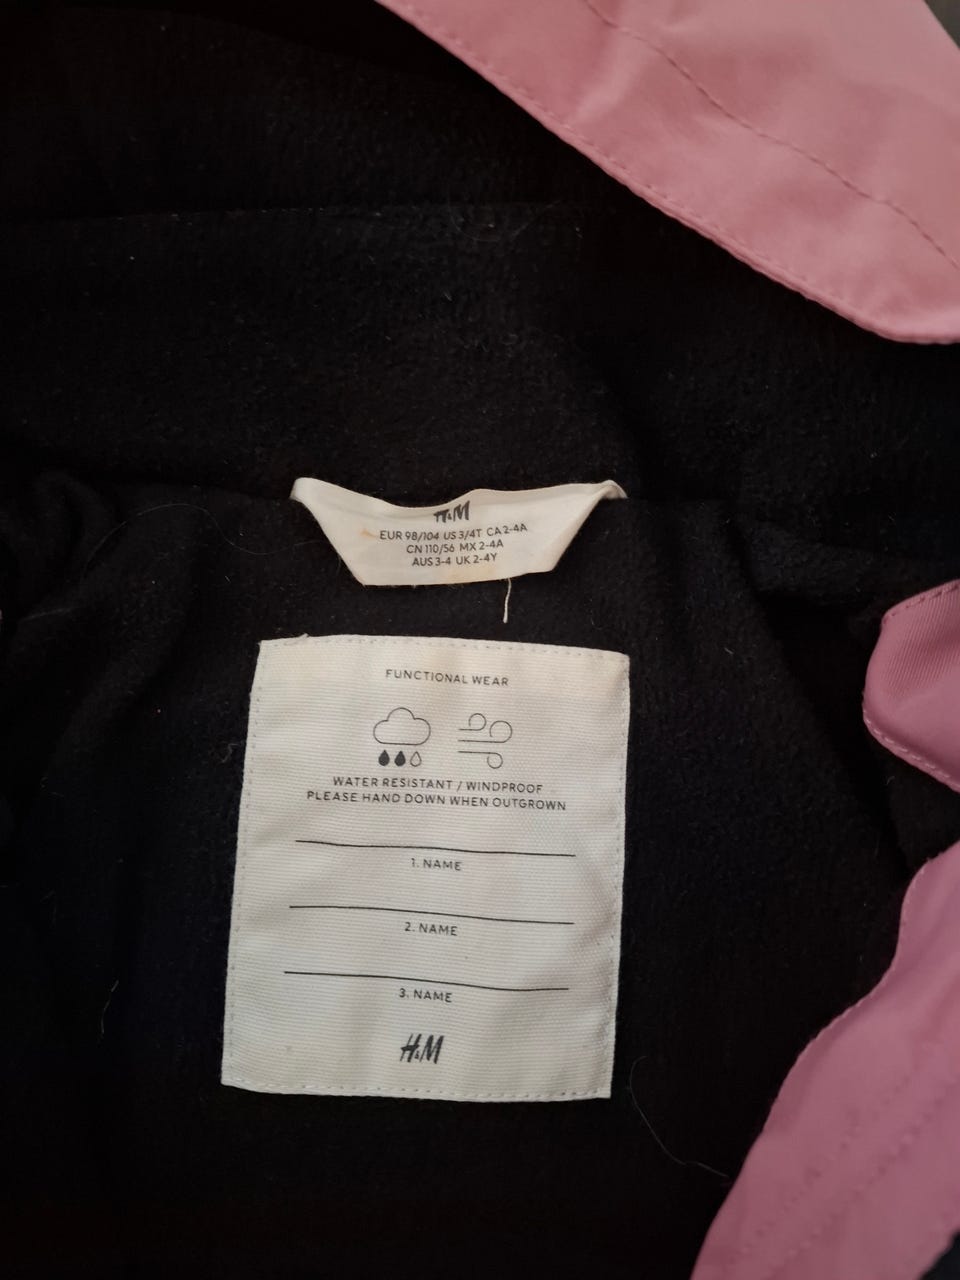 H&M
EUR 98/104 US 3/4T CA 2-4A
CN 110/56 MX 2-4A
AUS 3-4 UK 2-4Y
FUNCTIONAL WEAR
WATER RESISTANT / WINDPROOF
PLEASE HAND DOWN WHEN OUTGROWN
1. NAME
2. NAME
3. NAME
H&M